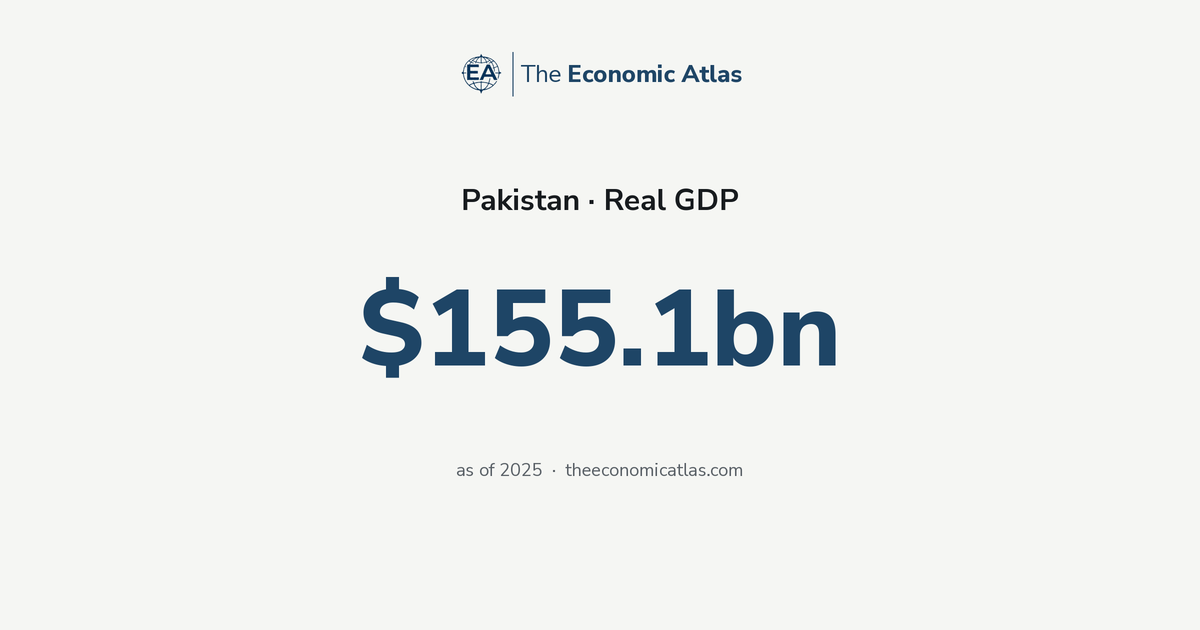 EA The Economic Atlas
Pakistan · Real GDP
$155.1bn
as of 2025 · theeconomicatlas.com